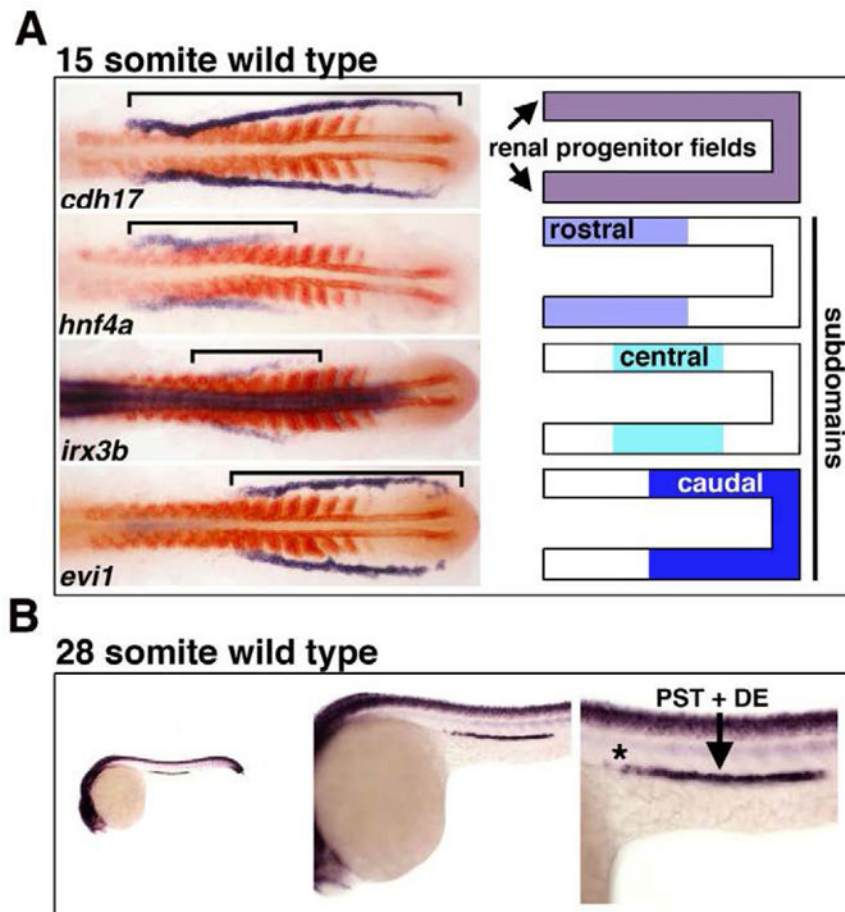 A
15 somite wild type
cdh17
renal progenitor fields
hnf4a
rostral
irx3b
central
evi1
caudal
subdomains
B
28 somite wild type
PST + DE
*